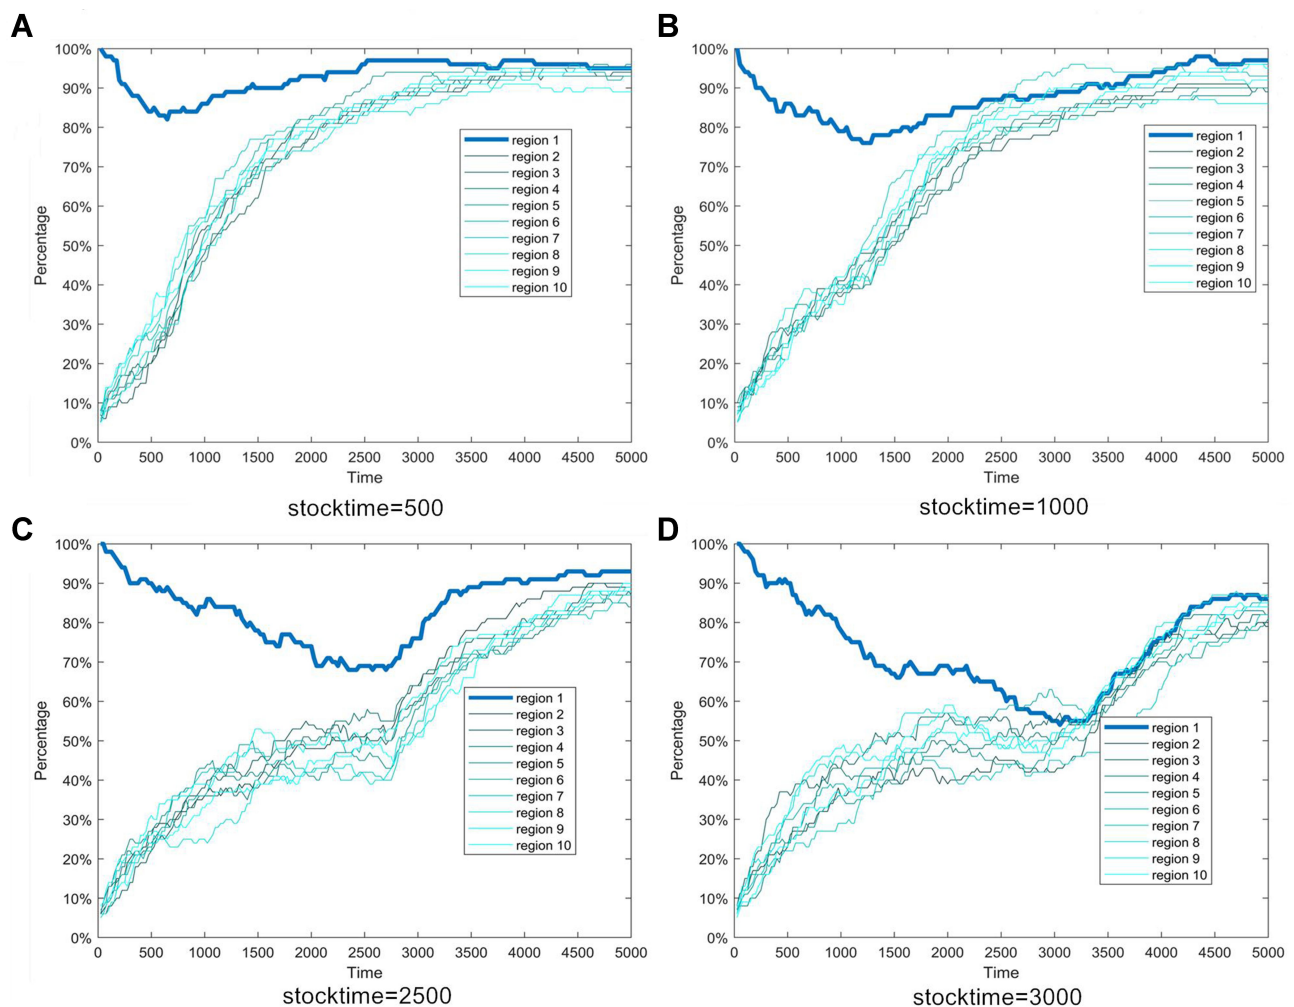 A
100%
90%
80%
70%
60%
50%
40%
30%
20%
10%
0%
Percentage
0 500 1000 1500 2000 2500 3000 3500 4000 4500 5000
Time
region 1
region 2
region 3
region 4
region 5
region 6
region 7
region 8
region 9
region 10
stocktime=500
B
100%
90%
80%
70%
60%
50%
40%
30%
20%
10%
0%
Percentage
0 500 1000 1500 2000 2500 3000 3500 4000 4500 5000
Time
region 1
region 2
region 3
region 4
region 5
region 6
region 7
region 8
region 9
region 10
stocktime=1000
C
100%
90%
80%
70%
60%
50%
40%
30%
20%
10%
0%
Percentage
0 500 1000 1500 2000 2500 3000 3500 4000 4500 5000
Time
region 1
region 2
region 3
region 4
region 5
region 6
region 7
region 8
region 9
region 10
stocktime=2500
D
100%
90%
80%
70%
60%
50%
40%
30%
20%
10%
0%
Percentage
0 500 1000 1500 2000 2500 3000 3500 4000 4500 5000
Time
region 1
region 2
region 3
region 4
region 5
region 6
region 7
region 8
region 9
region 10
stocktime=3000